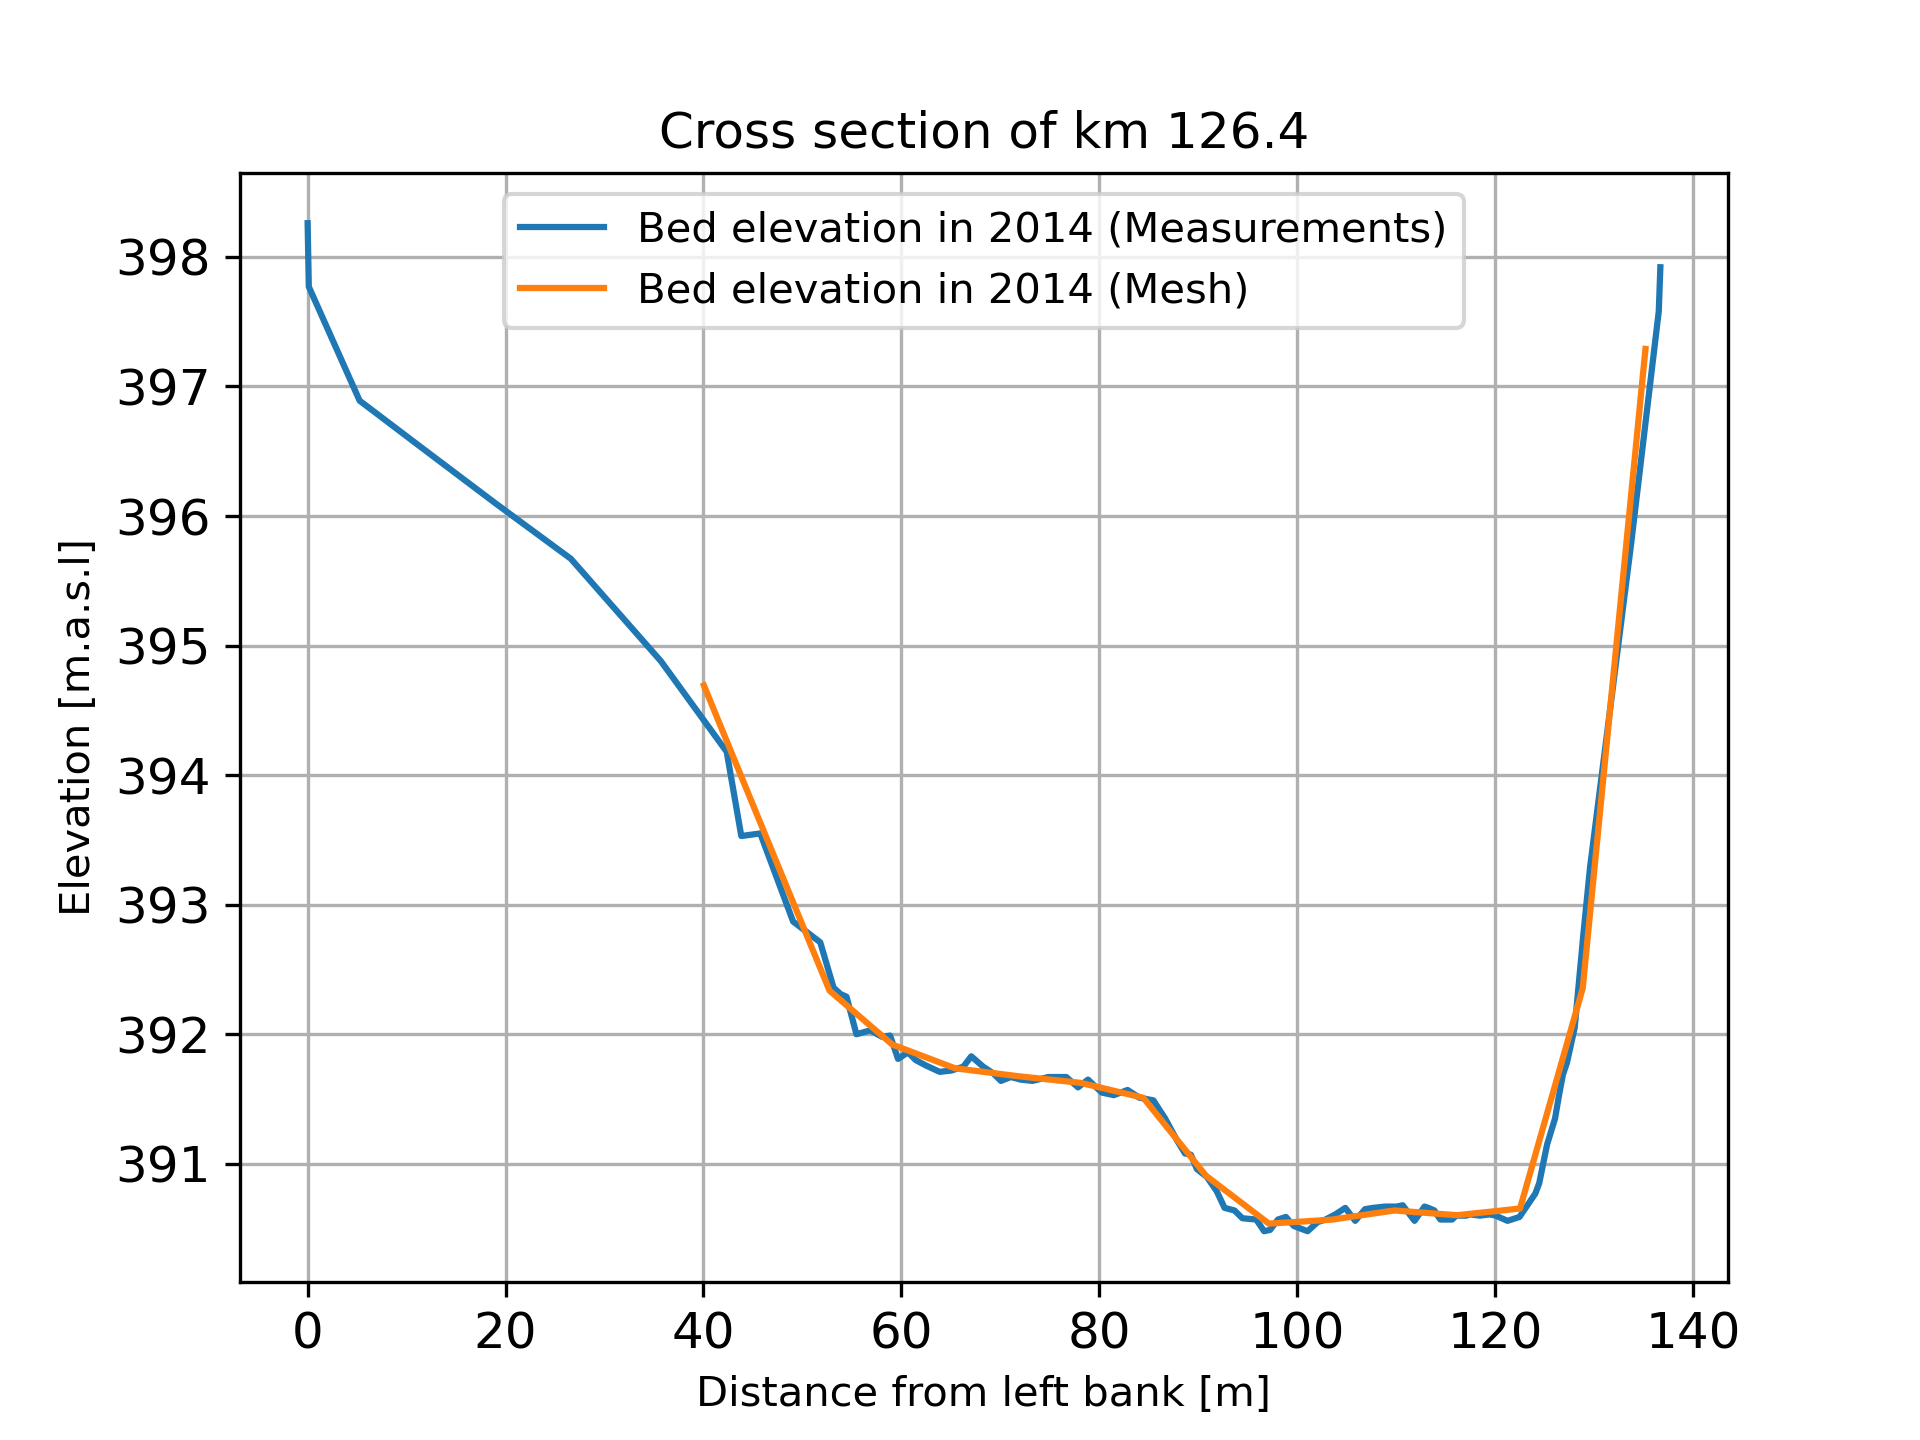 Cross section of km 126.4
Bed elevation in 2014 (Measurements)
Bed elevation in 2014 (Mesh)
398
397
396
395
394
393
392
391
Elevation [m.a.s.l]
0 20 40 60 80 100 120 140
Distance from left bank [m]